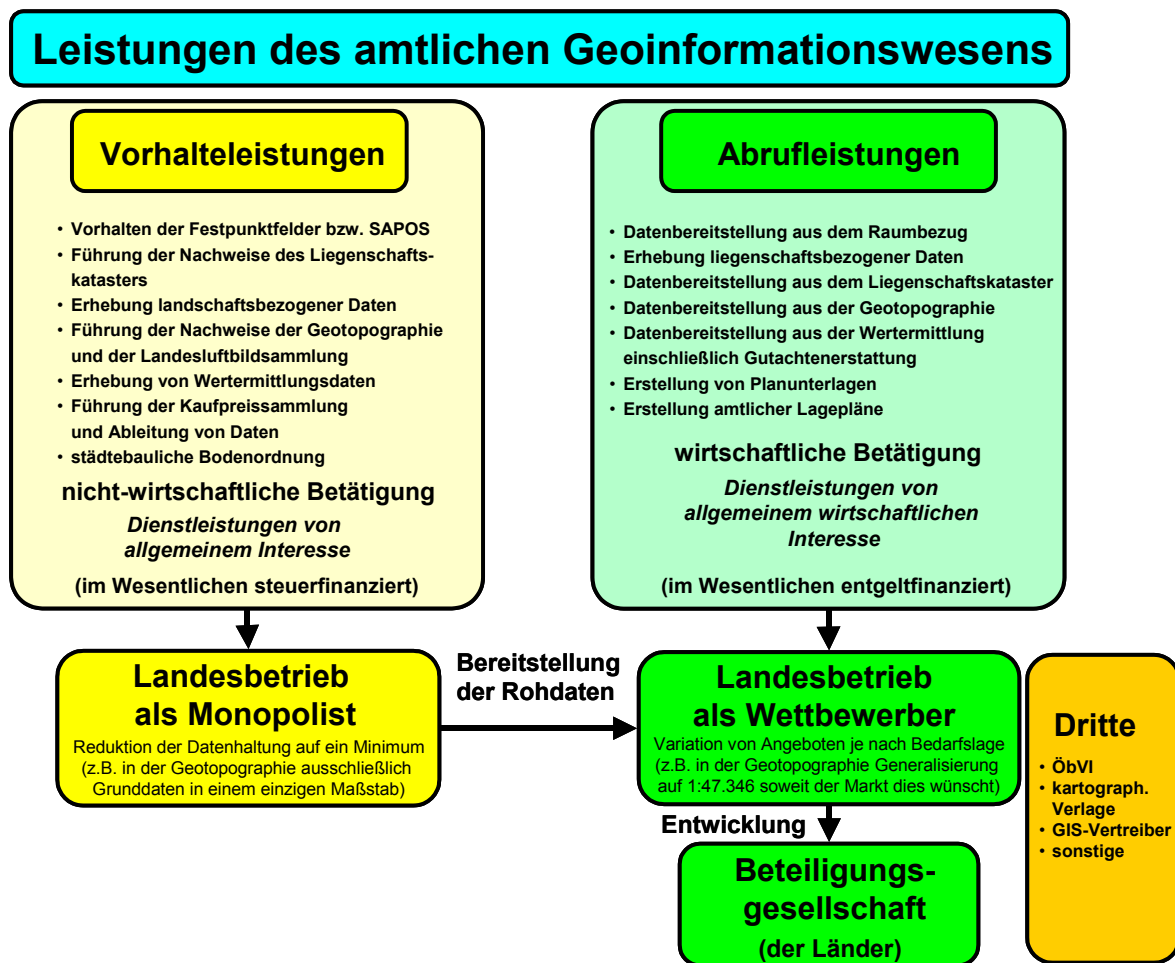 Leistungen des amtlichen Geoinformationswesens
Vorhalteleistungen
• Vorhalten der Festpunktfelder bzw. SAPOS
• Führung der Nachweise des Liegenschafts-
katasters
• Erhebung landschaftsbezogener Daten
• Führung der Nachweise der Geotopographie
und der Landesluftbildsammlung
• Erhebung von Wertermittlungsdaten
• Führung der Kaufpreissammlung
und Ableitung von Daten
• städtebauliche Bodenordnung
nicht-wirtschaftliche Betätigung
Dienstleistungen von
allgemeinem Interesse
(im Wesentlichen steuerfinanziert)
Abrufleistungen
• Datenbereitstellung aus dem Raumbezug
• Erhebung liegenschaftsbezogener Daten
• Datenbereitstellung aus dem Liegenschaftskataster
• Datenbereitstellung aus der Geotopographie
• Datenbereitstellung aus der Wertermittlung
einschließlich Gutachtenerstattung
• Erstellung von Planunterlagen
• Erstellung amtlicher Lagepläne
wirtschaftliche Betätigung
Dienstleistungen von
allgemeinem wirtschaftlichen
Interesse
(im Wesentlichen entgeltfinanziert)
Landesbetrieb
als Monopolist
Reduktion der Datenhaltung auf ein Minimum
(z.B. in der Geotopographie ausschließlich
Grunddaten in einem einzigen Maßstab)
Bereitstellung
der Rohdaten
Landesbetrieb
als Wettbewerber
Variation von Angeboten je nach Bedarfslage
(z.B. in der Geotopographie Generalisierung
auf 1:47.346 soweit der Markt dies wünscht)
Dritte
• ÖbVI
• kartograph.
Verlage
• GIS-Vertreiber
• sonstige
Entwicklung
Beteiligungs-
gesellschaft
(der Länder)